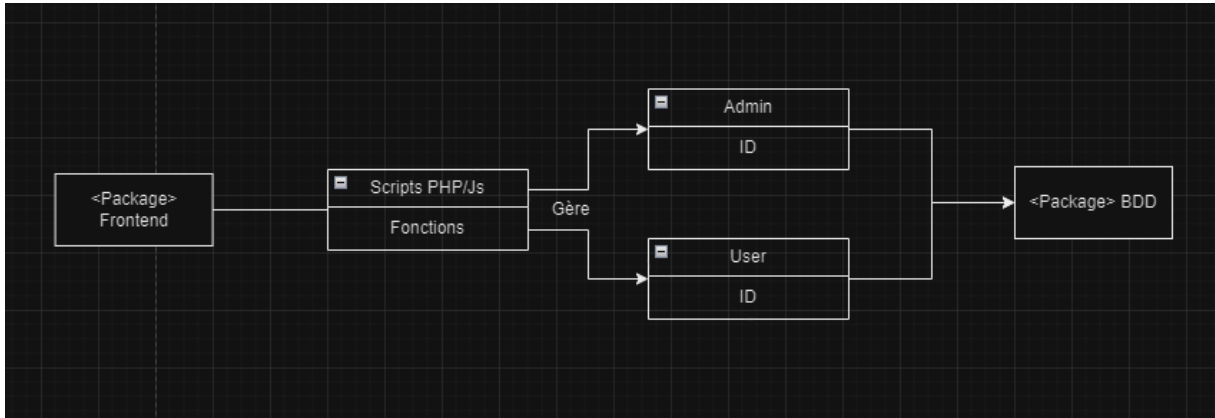 <Package>
Frontend
Scripts PHP/Js
Fonctions
Gère
Admin
ID
User
ID
<Package> BDD